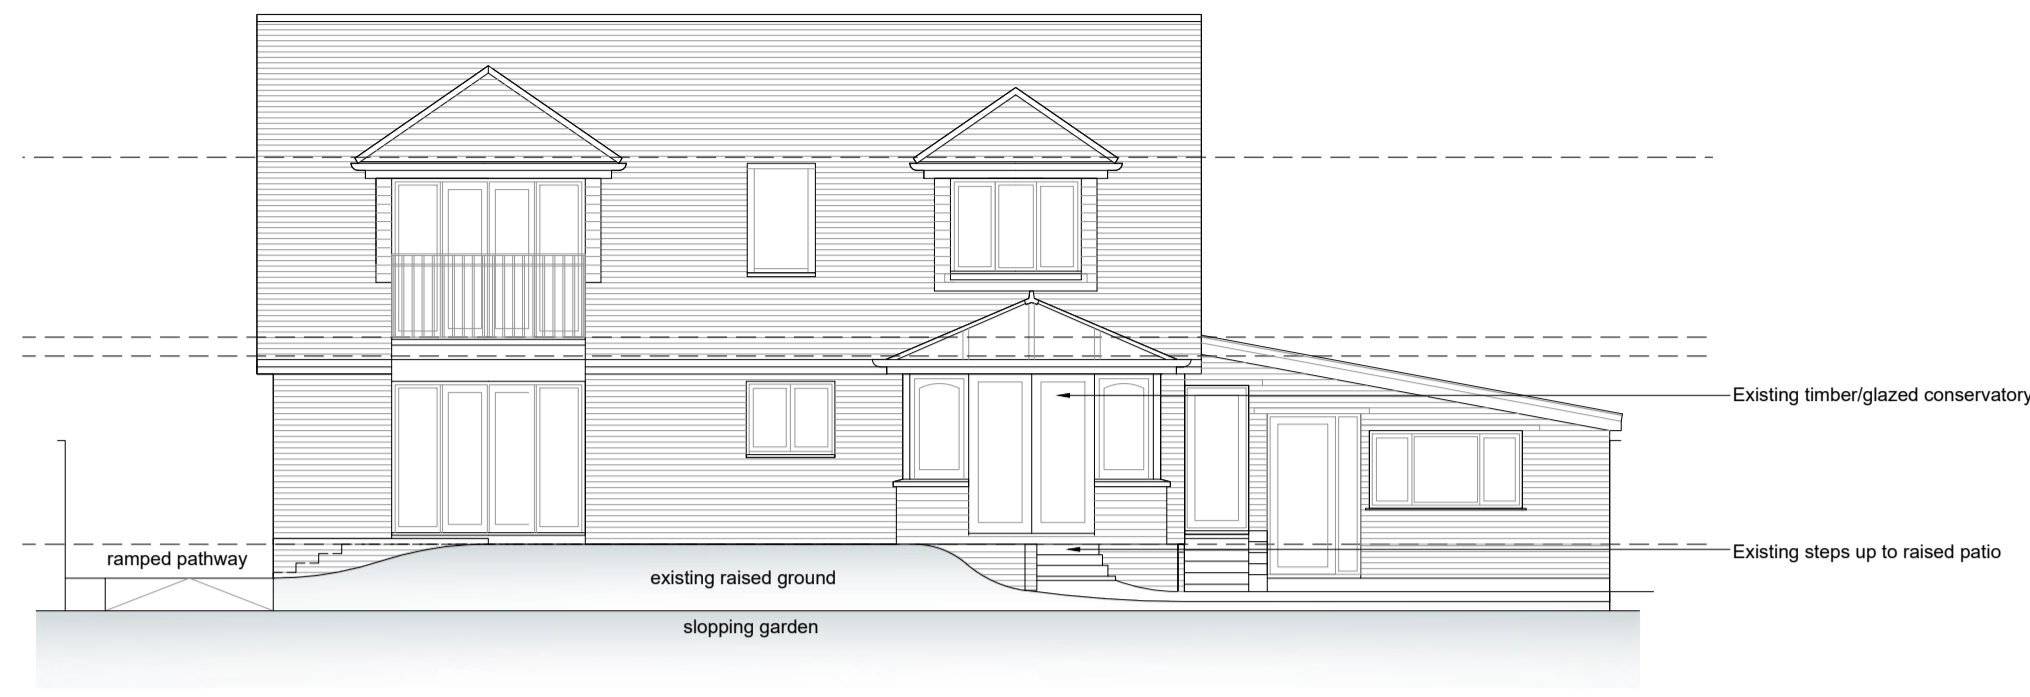 Existing timber/glazed conservatory
Existing steps up to raised patio
ramped pathway
existing raised ground
slopping garden